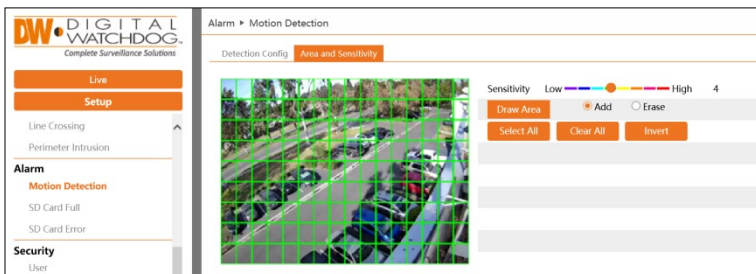 DW DIGITAL WATCHDOG
Complete Surveillance Solutions
Live
Setup
Line Crossing
Perimeter Intrusion
Alarm
Motion Detection
SD Card Full
SD Card Error
Security
User
Alarm ▸ Motion Detection
Detection Config Area and Sensitivity
Sensitivity Low High 4
Draw Area Add Erase
Select All Clear All Invert